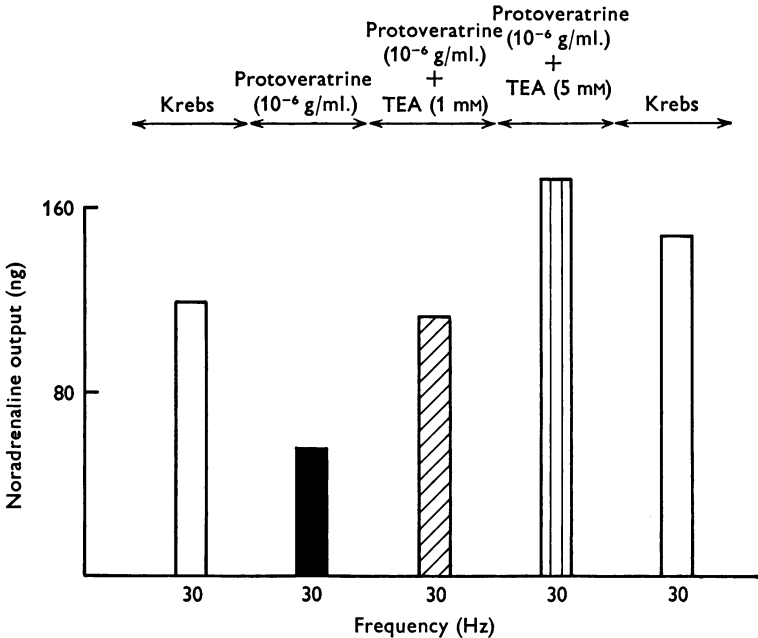 Krebs
Protoveratrine
(10⁻⁶ g/ml.)
Protoveratrine
(10⁻⁶ g/ml.)
+
TEA (1 mM)
Protoveratrine
(10⁻⁶ g/ml.)
+
TEA (5 mM)
Krebs
Noradrenaline output (ng)
160
80
30
30
30
30
30
Frequency (Hz)